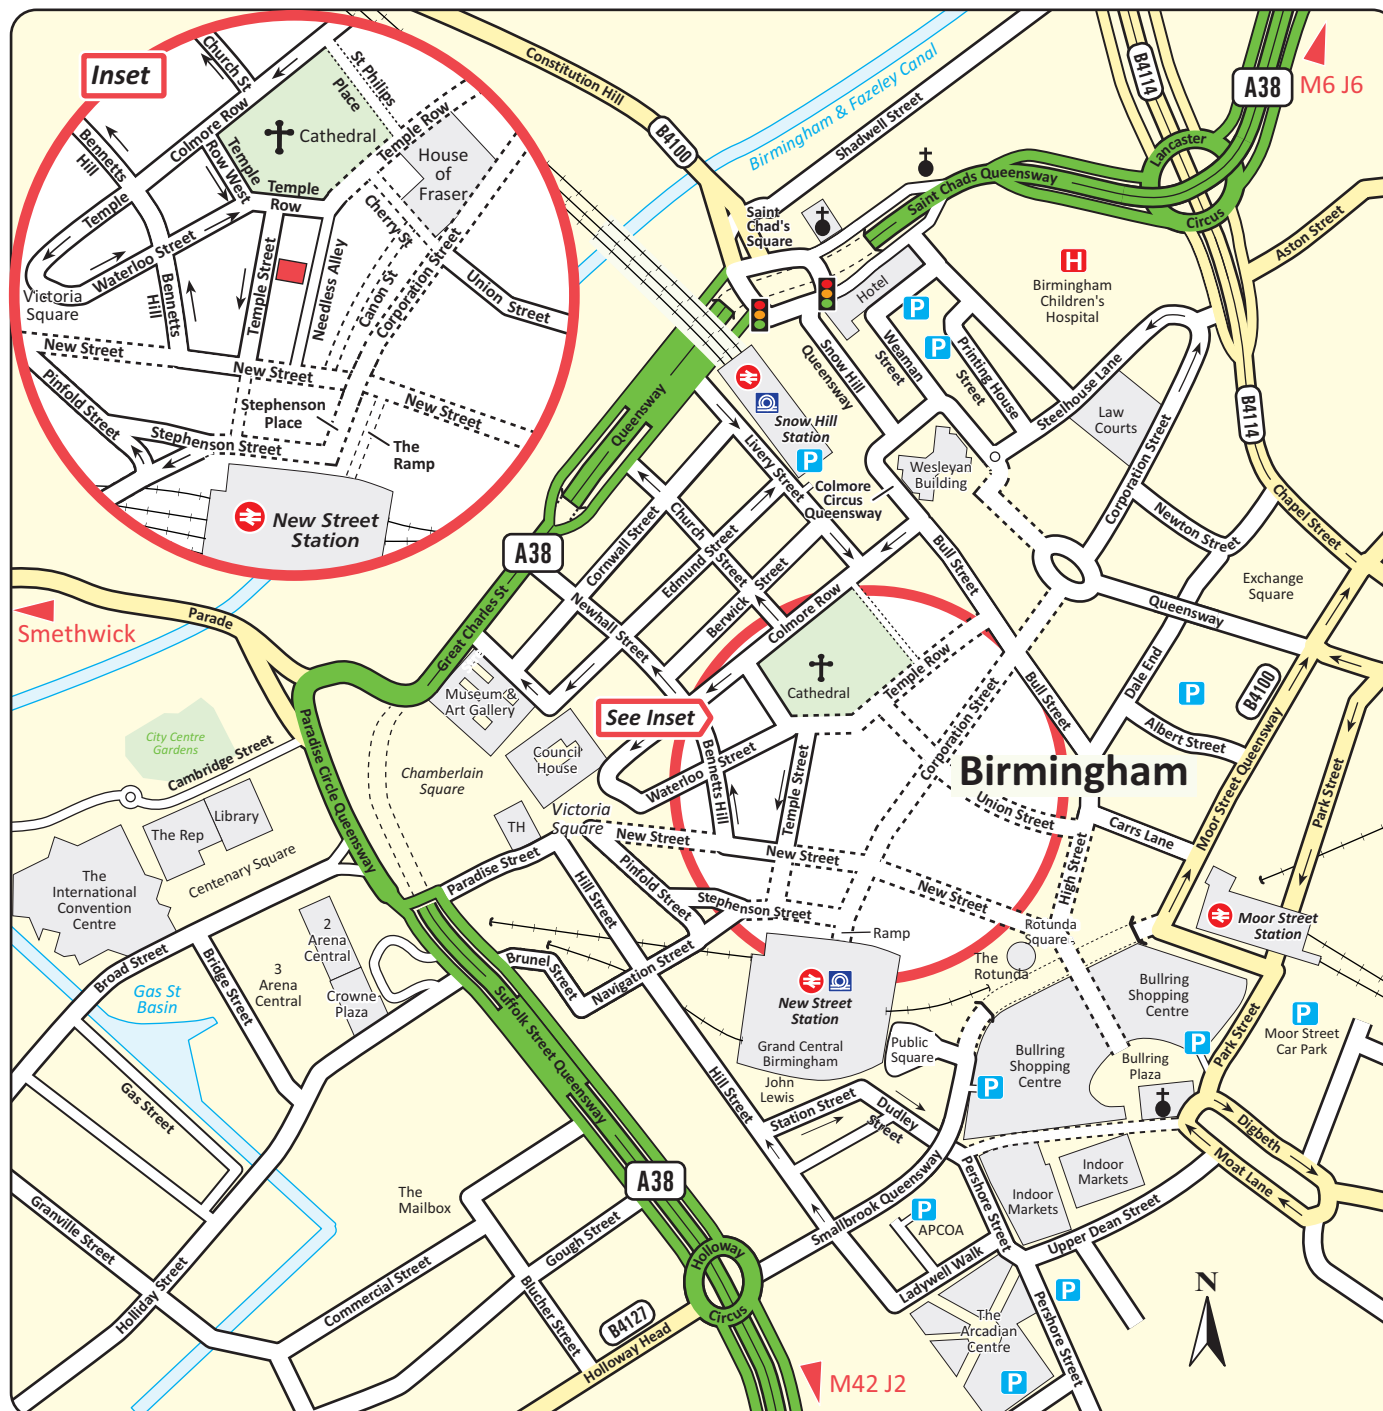 Inset
Church St
St Philips
Place
Colmore Row
Cathedral
Temple Row
House
of
Fraser
Bennetts
Hill
Temple
Row West
Temple
Row
Temple
Waterloo Street
Cherry St
Victoria
Square
Bennetts
Hill
Temple Street
Needless Alley
Canon St
Corporation Street
Union
Street
New Street
New Street
New Street
Pinfold Street
Stephenson
Place
Stephenson Street
The
Ramp
New Street
Station
Constitution Hill
B4100
Birmingham & Fazeley Canal
Shadwell Street
B4114
A38
M6 J6
Lancaster
Circus
Saint Chads Queensway
Saint
Chad's
Square
Aston Street
H
Birmingham
Children's
Hospital
Hotel
P
P
Weaman
Street
Printing House
Street
Snow Hill
Queensway
Steelhouse Lane
Law
Courts
B4114
Queensway
Snow Hill
Station
P
Livery Street
Colmore
Circus
Queensway
Wesleyan
Building
Corporation Street
Newton Street
Chapel Street
A38
Cornwall Street
Church
Street
Edmund Street
Berwick Street
Bull Street
Exchange
Square
Queensway
Smethwick
Parade
Great Charles St
Newhall Street
Colmore Row
Cathedral
Temple Row
Bull Street
Dale End
P
B4100
Albert Street
Museum &
Art Gallery
See Inset
City Centre
Gardens
Cambridge Street
Paradise Circle Queensway
Chamberlain
Square
Council
House
Bennetts Hill
Waterloo Street
Temple Street
Corporation Street
Birmingham
Moor Street Queensway
Park Street
Library
The Rep
TH
Victoria
Square
Union Street
Carrs Lane
Centenary Square
Paradise Street
New Street
New Street
New Street
High Street
The
International
Convention
Centre
Hill Street
Pinfold Street
Stephenson Street
Ramp
Rotunda
Square
Moor Street
Station
2
Arena
Central
3
Arena
Central
Crowne
Plaza
Broad Street
Bridge Street
Gas St
Basin
Brunel Street
Navigation Street
New Street
Station
Grand Central
Birmingham
John
Lewis
The
Rotunda
Bullring
Shopping
Centre
P
Moor Street
Car Park
Public
Square
Bullring
Shopping
Centre
Bullring
Plaza
P
Park Street
P
Gas Street
Suffolk Street Queensway
Hill Street
Station Street
Dudley
Street
Digbeth
Moat Lane
A38
The
Mailbox
Smallbrook Queensway
Pershore Street
Indoor
Markets
Indoor
Markets
P
APCOA
Upper Dean Street
Granville Street
Holliday Street
Commercial Street
Gough Street
Blucher Street
Holloway
Circus
Ladywell Walk
P
Pershore Street
The
Arcadian
Centre
P
N
B4127
Holloway Head
M42 J2